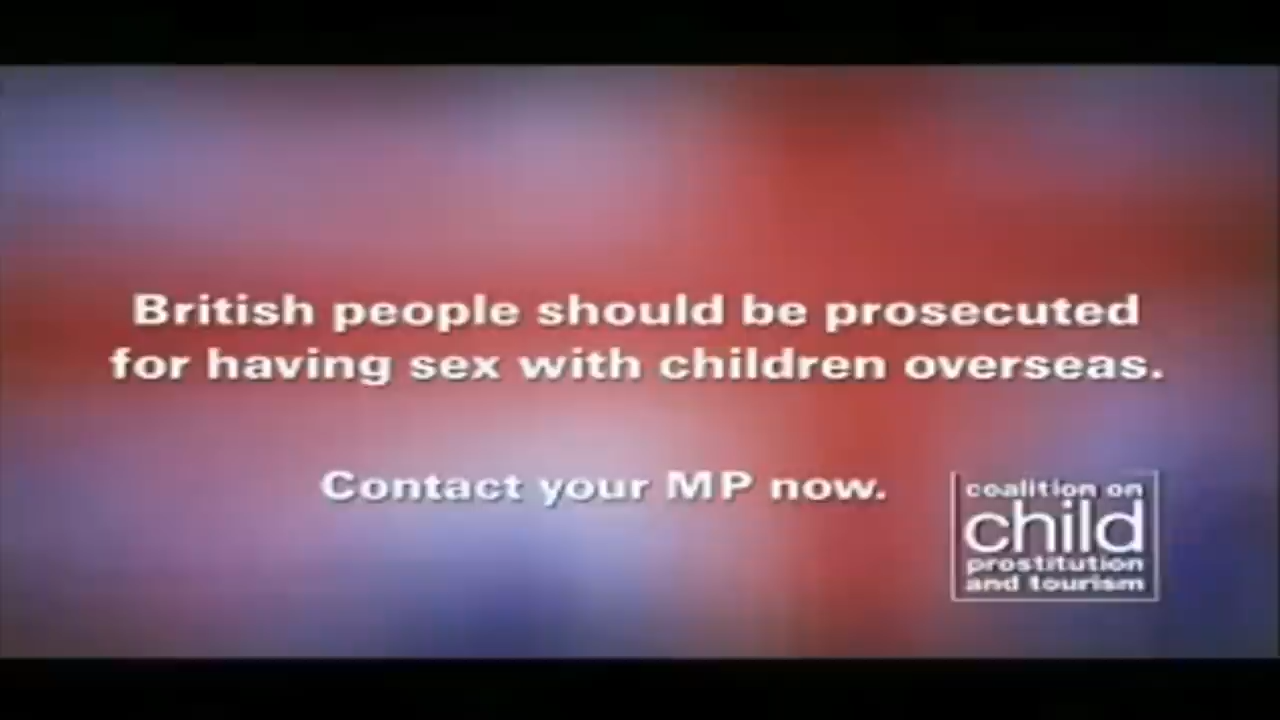 British people should be prosecuted
for having sex with children overseas.
Contact your MP now.
coalition on
child
prostitution
and tourism